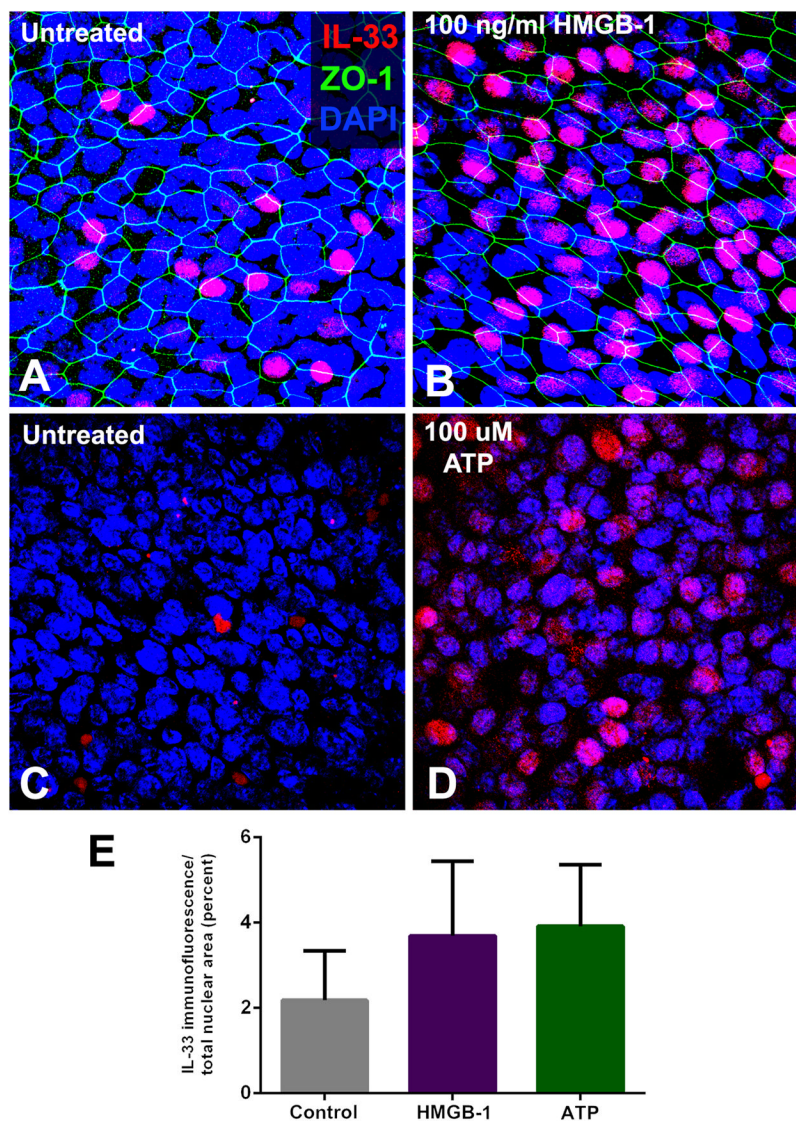 Untreated
IL-33
ZO-1
DAPI
A
100 ng/ml HMGB-1
B
Untreated
C
100 uM
ATP
D
E
IL-33 immunofluorescence/
total nuclear area (percent)
6
4
2
0
Control
HMGB-1
ATP